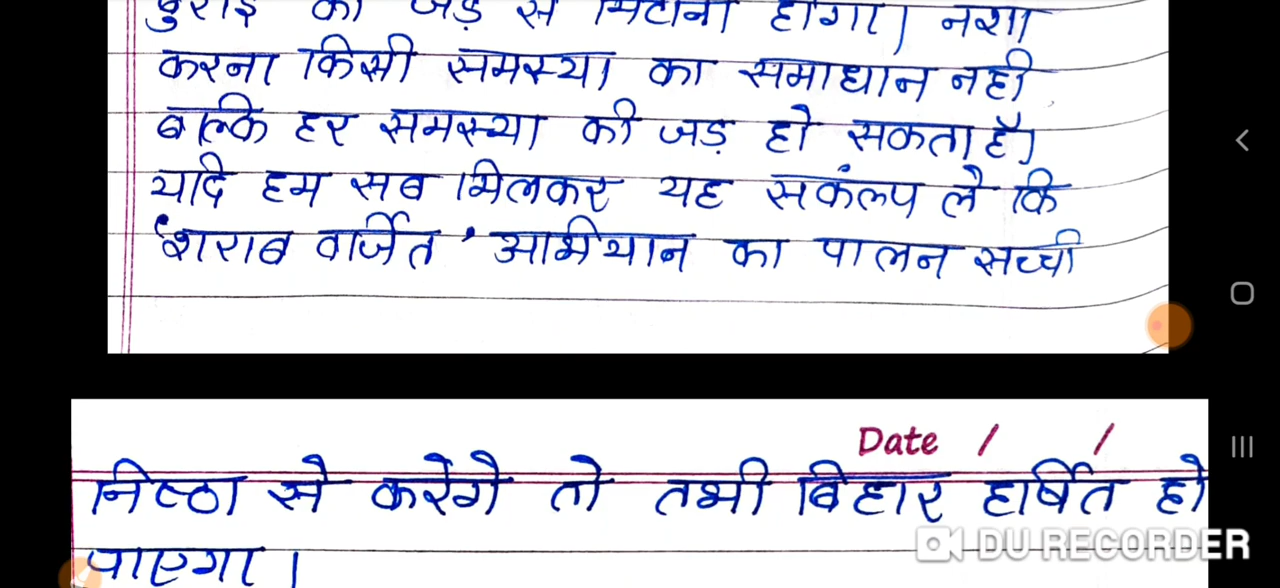 बुराई को जड़ से मिटाना होगा। नशा
करना किसी समस्या का समाधान नही
बल्कि हर समस्या की जड़ हो सकता है।
यदि हम सब मिलकर यह सकंल्प ले कि
'शराब वर्जित' अभियान का पालन सच्ची
Date / /
निष्ठा से करेंगे तो तभी बिहार हर्षित हो
पाएगा।
DU RECORDER